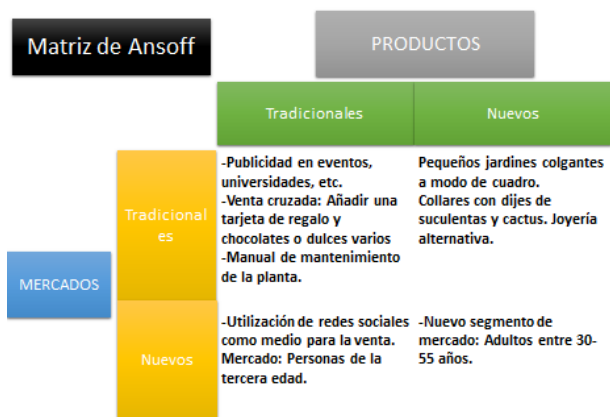 Matriz de Ansoff
PRODUCTOS
Tradicionales
Nuevos
MERCADOS
Tradicional
es
-Publicidad en eventos,
universidades, etc.
-Venta cruzada: Añadir una
tarjeta de regalo y
chocolates o dulces varios
-Manual de mantenimiento
de la planta.
Pequeños jardines colgantes
a modo de cuadro.
Collares con dijes de
suculentas y cactus. Joyería
alternativa.
Nuevos
-Utilización de redes sociales
como medio para la venta.
Mercado: Personas de la
tercera edad.
-Nuevo segmento de
mercado: Adultos entre 30-
55 años.